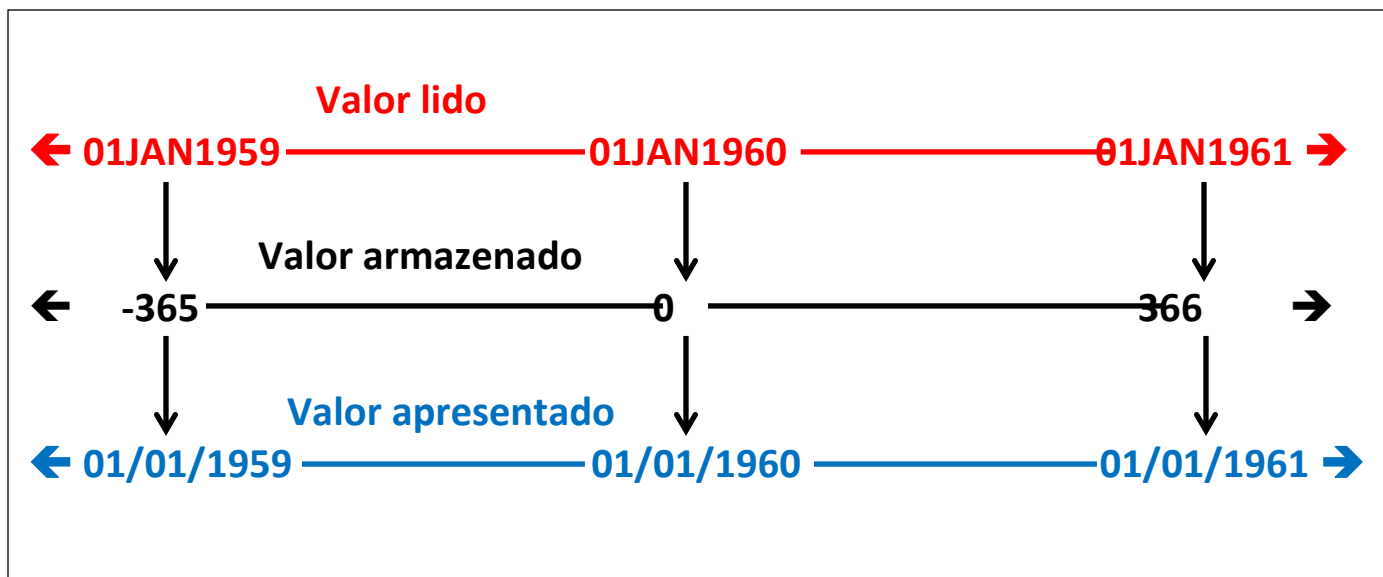 Valor lido
01JAN1959 01JAN1960 01JAN1961
Valor armazenado
-365 0 366
Valor apresentado
01/01/1959 01/01/1960 01/01/1961